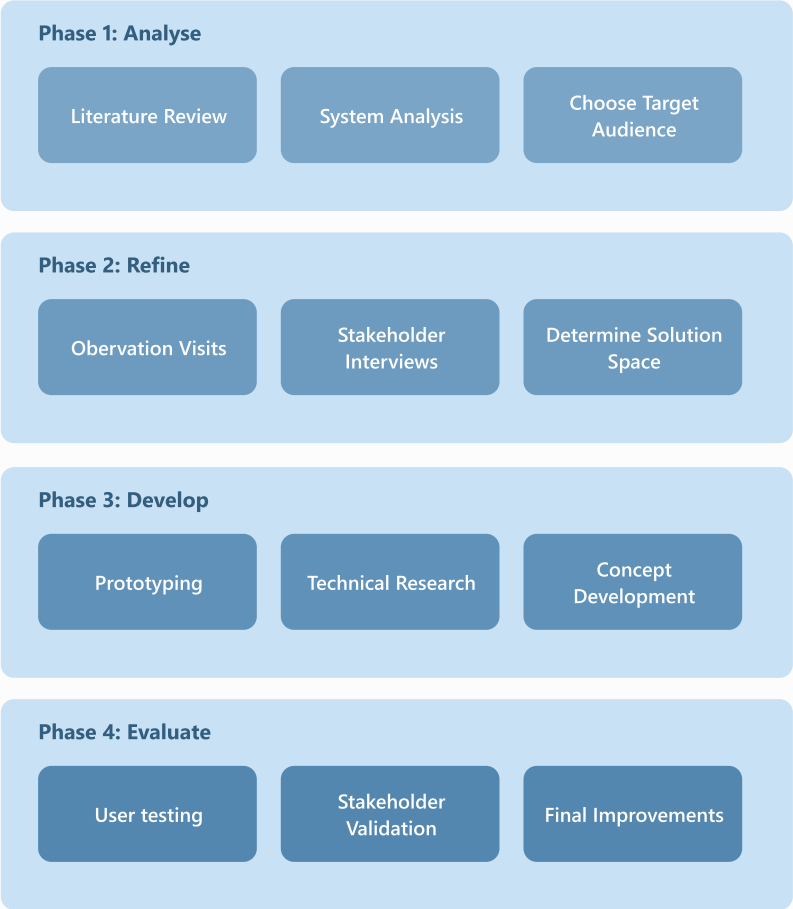 Phase 1: Analyse
Literature Review
System Analysis
Choose Target
Audience
Phase 2: Refine
Obervation Visits
Stakeholder
Interviews
Determine Solution
Space
Phase 3: Develop
Prototyping
Technical Research
Concept
Development
Phase 4: Evaluate
User testing
Stakeholder
Validation
Final Improvements